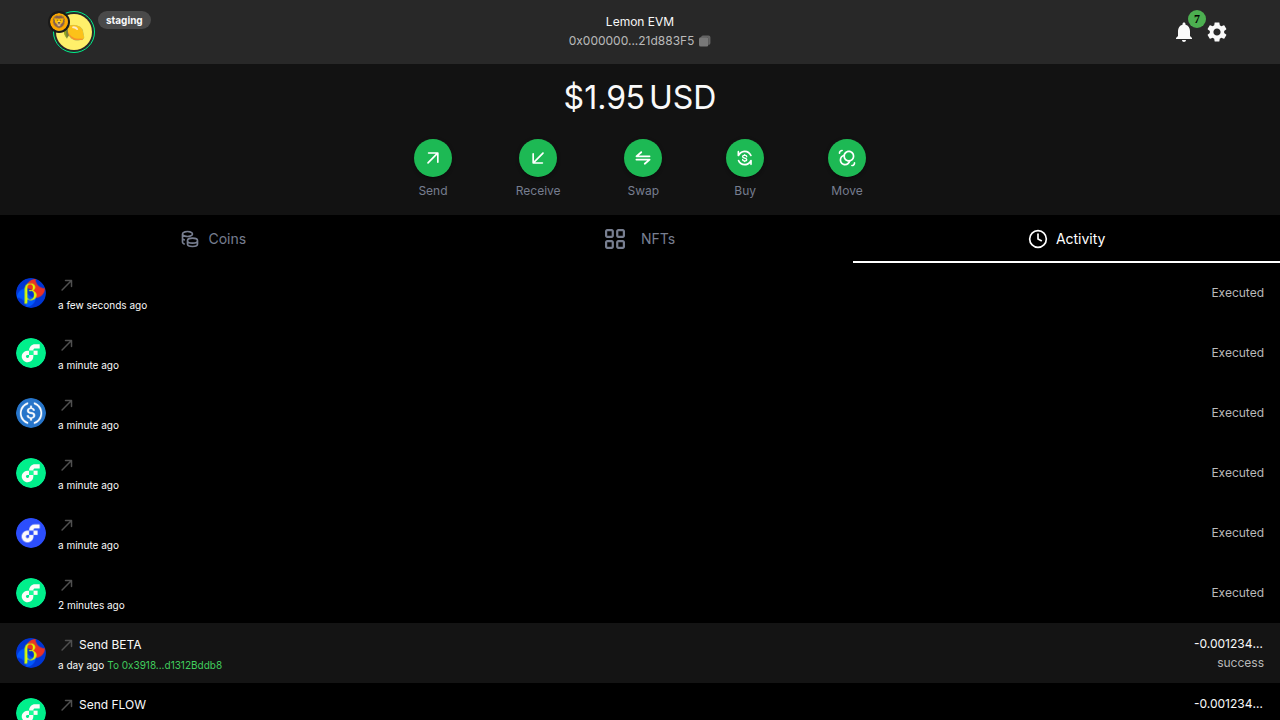 staging
Lemon EVM
0x000000...21d883F5
7
$1.95 USD
Send
Receive
Swap
Buy
Move
Coins
NFTs
Activity
a few seconds ago
Executed
a minute ago
Executed
a minute ago
Executed
a minute ago
Executed
a minute ago
Executed
2 minutes ago
Executed
Send BETA
-0.001234...
a day ago To 0x3918...d1312Bddb8
success
Send FLOW
-0.001234...